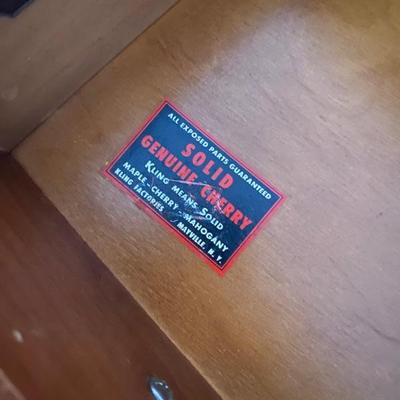 ALL EXPOSED PARTS GUARANTEED
SOLID
GENUINE CHERRY
KLING MEANS SOLID
MAPLE-CHERRY-MAHOGANY
KLING FACTORIES MAYVILLE, N.Y.